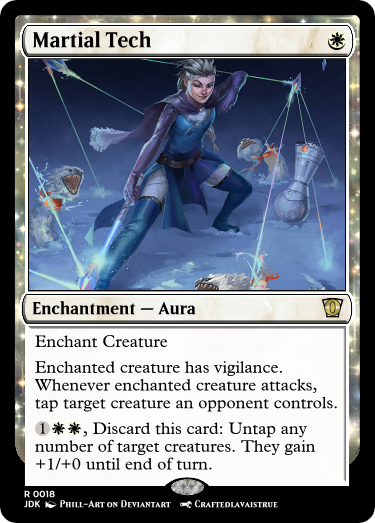 Martial Tech
Enchantment — Aura
Enchant Creature
Enchanted creature has vigilance.
Whenever enchanted creature attacks,
tap target creature an opponent controls.
1, Discard this card: Untap any
number of target creatures. They gain
+1/+0 until end of turn.
R 0018
JDK Phill-Art on Deviantart Craftedlavaistrue